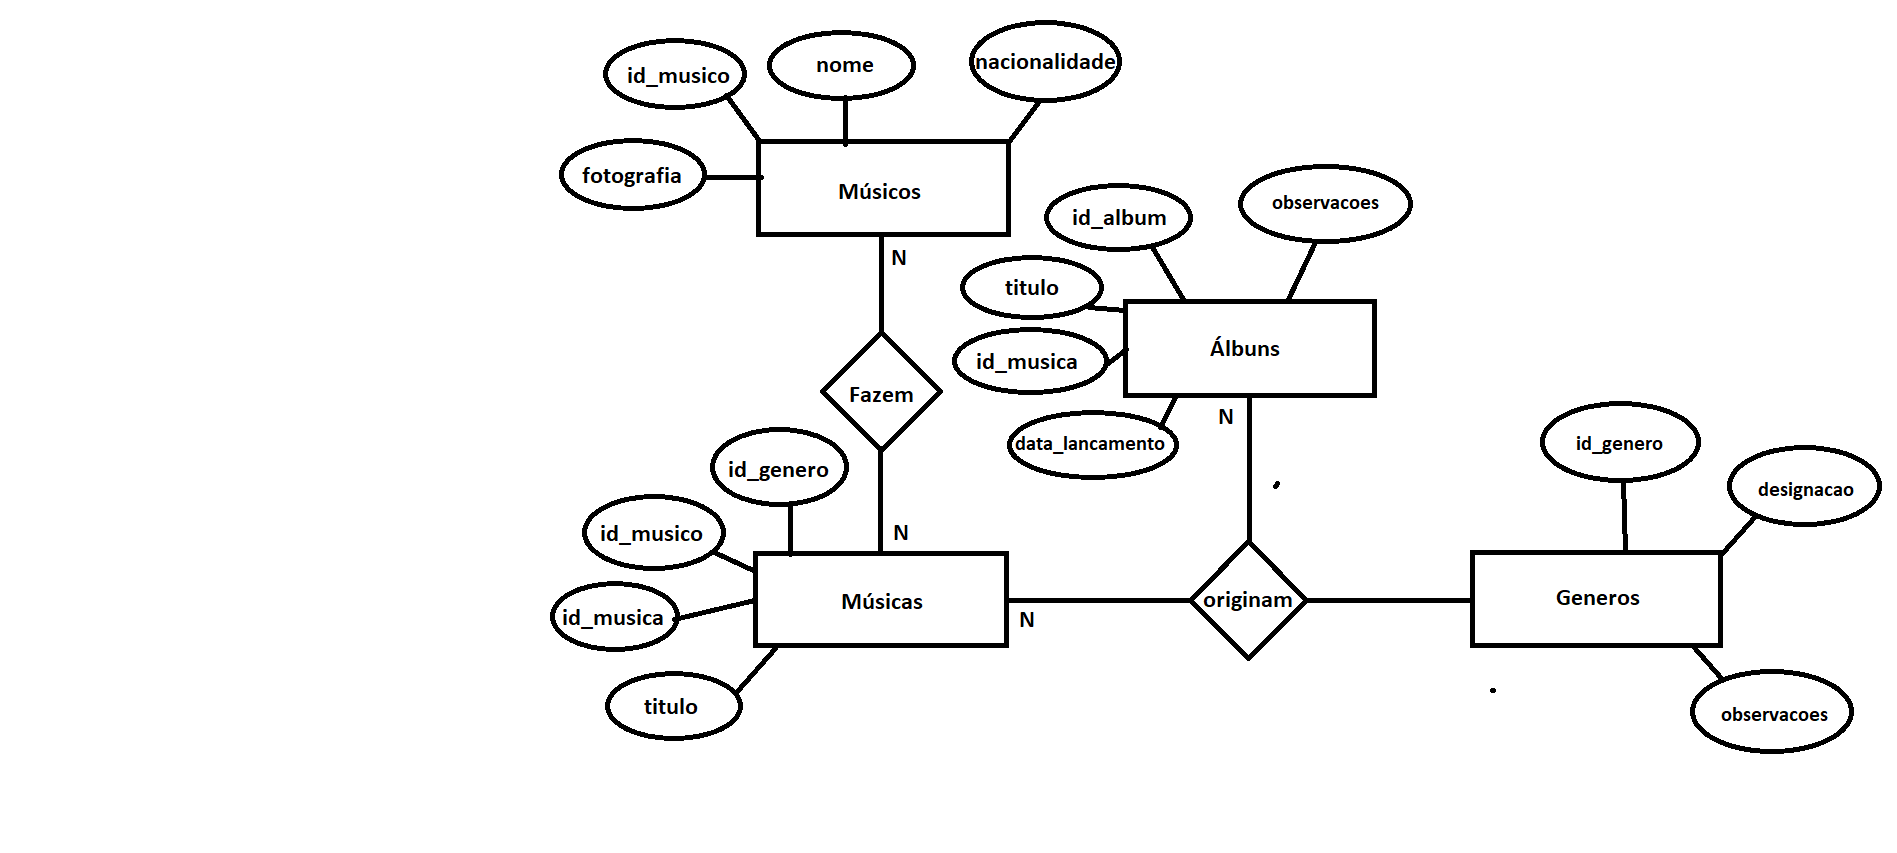 id_musico
nome
nacionalidade
fotografia
Músicos
N
id_album
observacoes
titulo
id_musica
Álbuns
data_lancamento
N
Fazem
id_genero
id_musico
id_musica
titulo
N
Músicas
N
originam
id_genero
designacao
Generos
observacoes